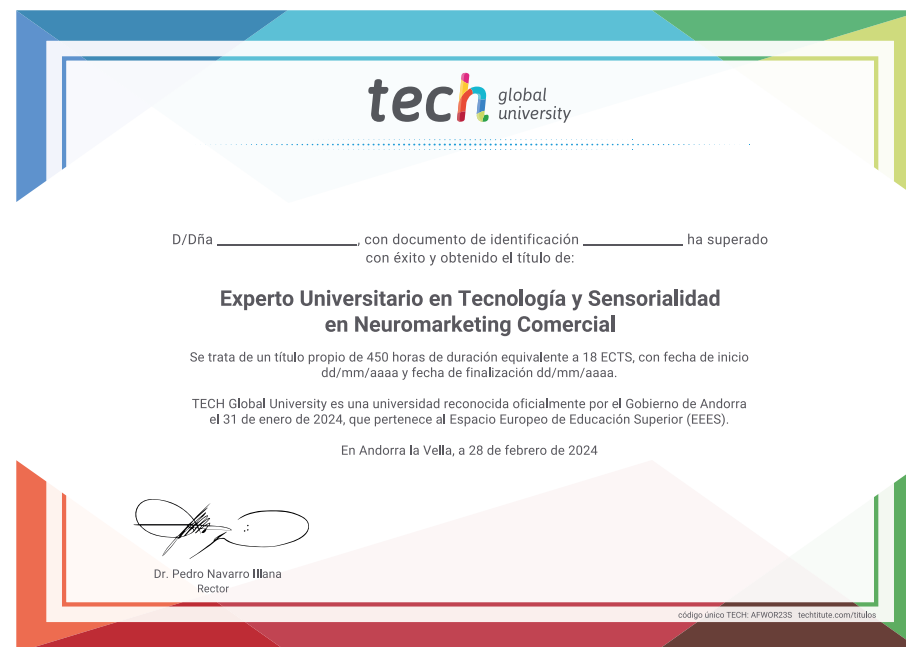 tech global university
D/Dña ____________________, con documento de identificación ______________ ha superado
con éxito y obtenido el título de:
Experto Universitario en Tecnología y Sensorialidad
en Neuromarketing Comercial
Se trata de un título propio de 450 horas de duración equivalente a 18 ECTS, con fecha de inicio
dd/mm/aaaa y fecha de finalización dd/mm/aaaa.
TECH Global University es una universidad reconocida oficialmente por el Gobierno de Andorra
el 31 de enero de 2024, que pertenece al Espacio Europeo de Educación Superior (EEES).
En Andorra la Vella, a 28 de febrero de 2024
Dr. Pedro Navarro Illana
Rector
código único TECH: AFWOR23S techtitute.com/titulos